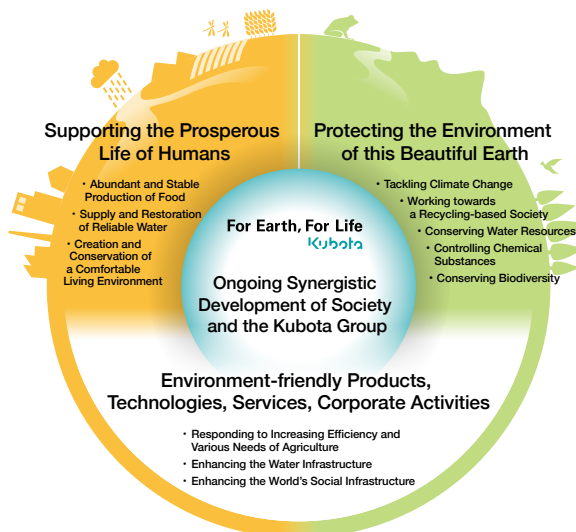 Supporting the Prosperous
Life of Humans
・Abundant and Stable
Production of Food
・Supply and Restoration
of Reliable Water
・Creation and
Conservation of
a Comfortable
Living Environment
Protecting the Environment
of this Beautiful Earth
・Tackling Climate Change
・Working towards
a Recycling-based Society
・Conserving Water Resources
・Controlling Chemical
Substances
・Conserving Biodiversity
For Earth, For Life
Kubota
Ongoing Synergistic
Development of Society
and the Kubota Group
Environment-friendly Products,
Technologies, Services, Corporate Activities
・Responding to Increasing Efficiency and
Various Needs of Agriculture
・Enhancing the Water Infrastructure
・Enhancing the World's Social Infrastructure